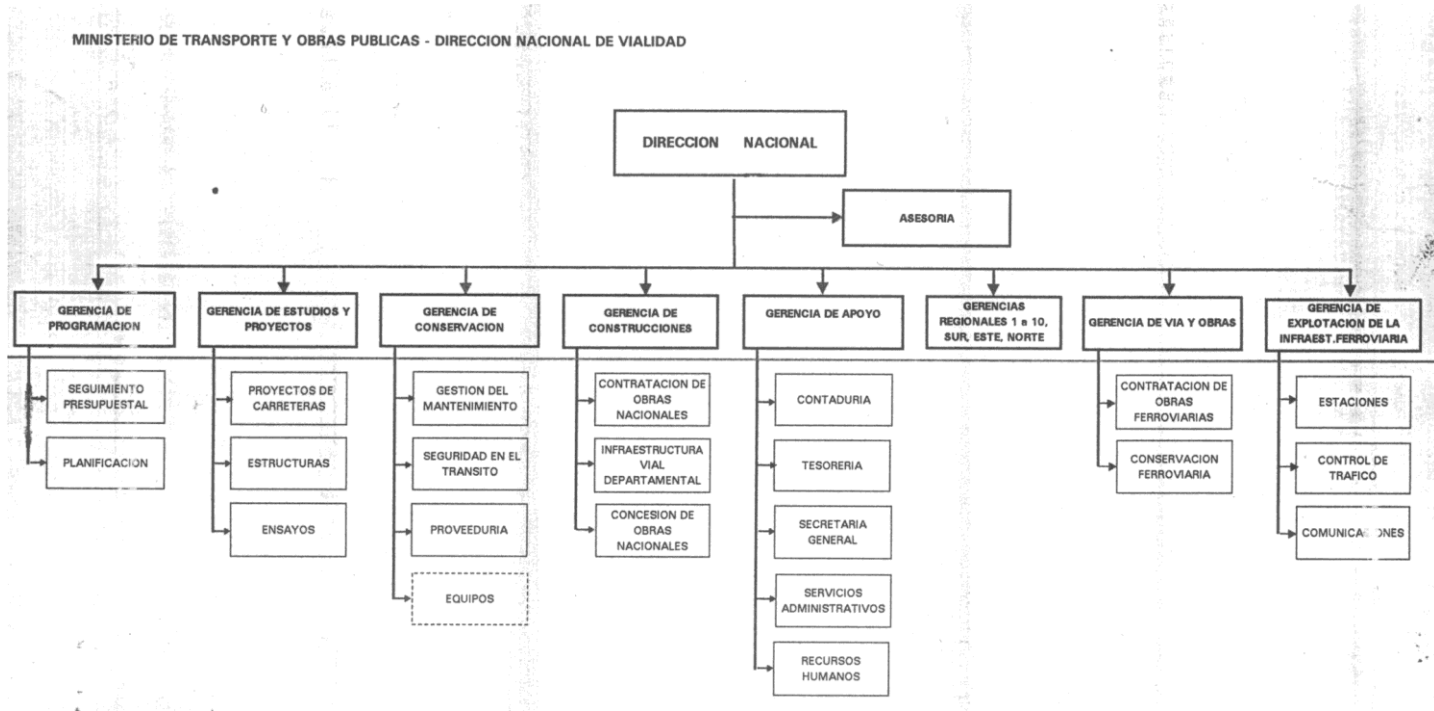 MINISTERIO DE TRANSPORTE Y OBRAS PUBLICAS - DIRECCION NACIONAL DE VIALIDAD
DIRECCION NACIONAL
ASESORIA
GERENCIA DE
PROGRAMACION
GERENCIA DE ESTUDIOS Y
PROYECTOS
GERENCIA DE
CONSERVACION
GERENCIA DE
CONSTRUCCIONES
GERENCIA DE APOYO
GERENCIAS
REGIONALES 1 a 10,
SUR, ESTE, NORTE
GERENCIA DE VIA Y OBRAS
GERENCIA DE
EXPLOTACION DE LA
INFRAEST.FERROVIARIA
SEGUIMIENTO
PRESUPUESTAL
PLANIFICACION
PROYECTOS DE
CARRETERAS
ESTRUCTURAS
ENSAYOS
GESTION DEL
MANTENIMIENTO
SEGURIDAD EN EL
TRANSITO
PROVEEDURIA
EQUIPOS
CONTRATACION DE
OBRAS
NACIONALES
INFRAESTRUCTURA
VIAL
DEPARTAMENTAL
CONCESION DE
OBRAS
NACIONALES
CONTADURIA
TESORERIA
SECRETARIA
GENERAL
SERVICIOS
ADMINISTRATIVOS
RECURSOS
HUMANOS
CONTRATACION DE
OBRAS
FERROVIARIAS
CONSERVACION
FERROVIARIA
ESTACIONES
CONTROL DE
TRAFICO
COMUNICACIONES